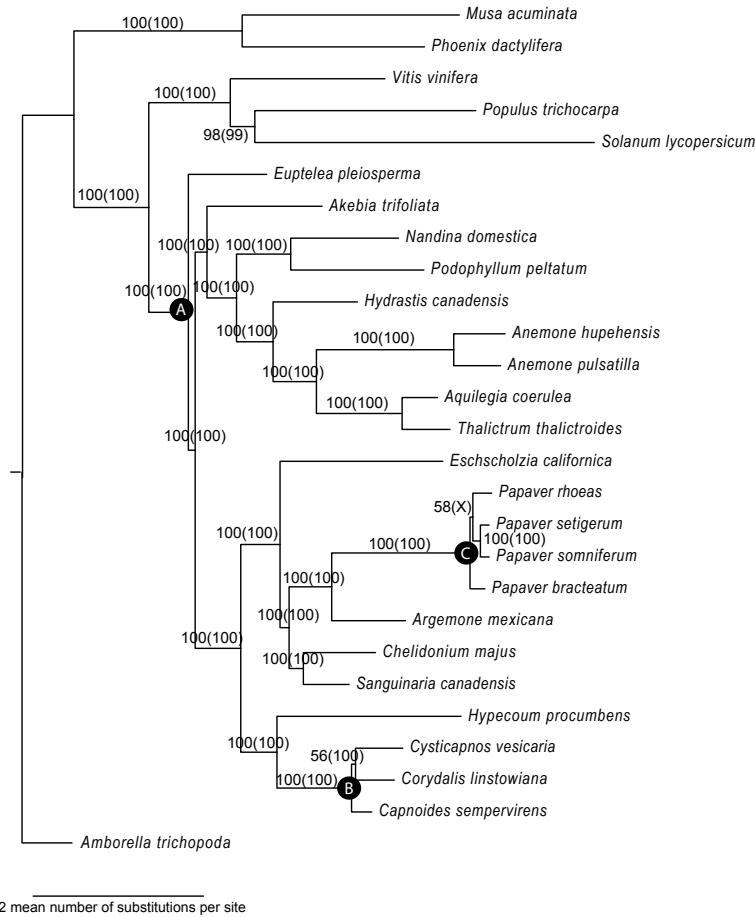 100(100)
Musa acuminata
Phoenix dactylifera
100(100)
Vitis vinifera
Populus trichocarpa
98(99)
Solanum lycopersicum
100(100)
Euptelea pleiosperma
Akebia trifoliata
100(100)
100(100)
Nandina domestica
Podophyllum peltatum
100(100)
A
100(100)
Hydrastis canadensis
100(100)
100(100)
Anemone hupehensis
Anemone pulsatilla
100(100)
Aquilegia coerulea
100(100)
Thalictrum thalictroides
100(100)
Eschscholzia californica
Papaver rhoeas
58(X)
Papaver setigerum
100(100)
100(100)
100(100)
C
Papaver somniferum
100(100)
Papaver bracteatum
100(100)
Argemone mexicana
100(100)
Chelidonium majus
100(100)
Sanguinaria canadensis
Hypecoum procumbens
100(100)
56(100)
Cysticapnos vesicaria
100(100)
B
Corydalis linstowiana
Capnoides sempervirens
Amborella trichopoda
2 mean number of substitutions per site